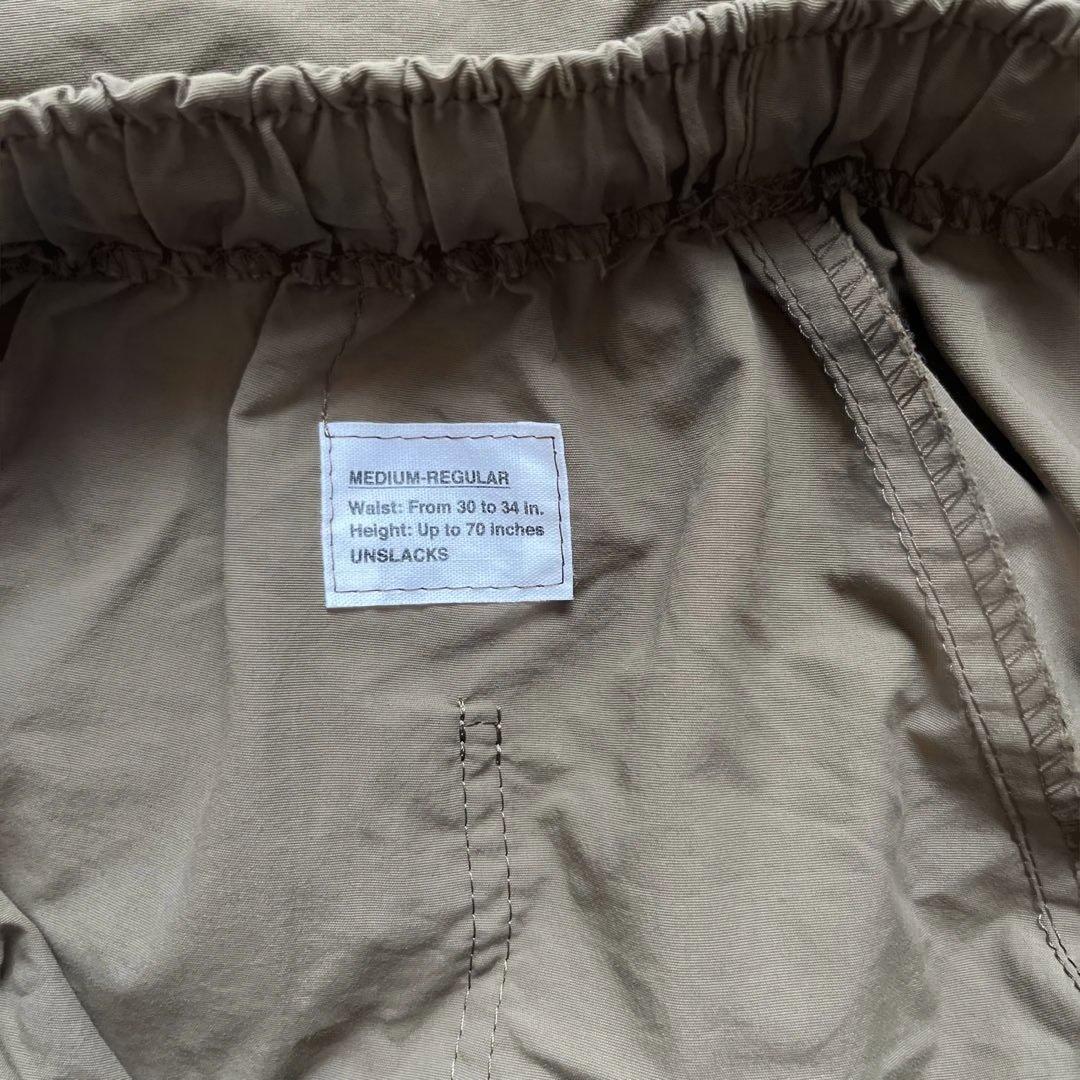 MEDIUM-REGULAR
Waist: From 30 to 34 in.
Height: Up to 70 inches
UNSLACKS